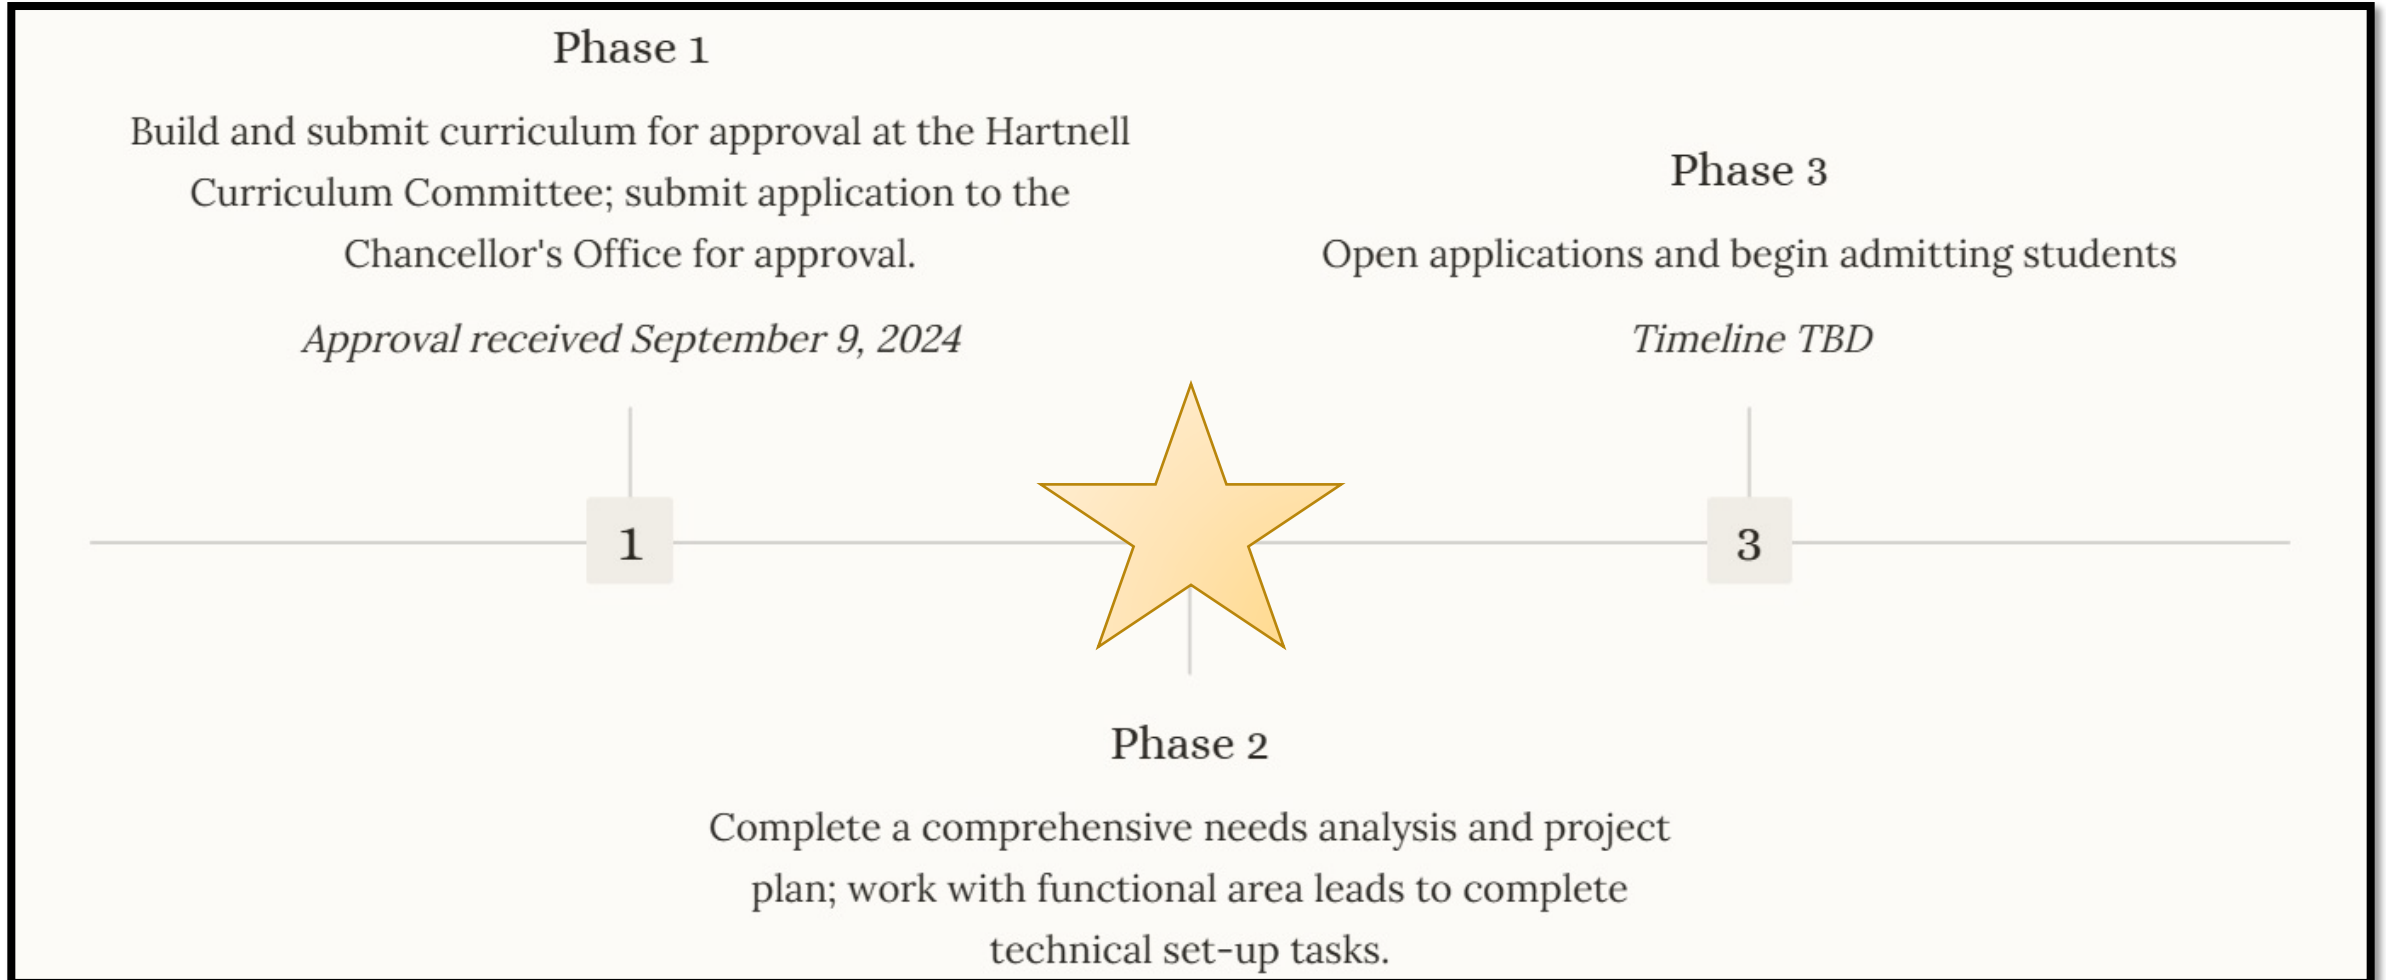 Phase 1
Build and submit curriculum for approval at the Hartnell
Curriculum Committee; submit application to the
Chancellor's Office for approval.
Approval received September 9, 2024
Phase 3
Open applications and begin admitting students
Timeline TBD
1
3
Phase 2
Complete a comprehensive needs analysis and project
plan; work with functional area leads to complete
technical set-up tasks.